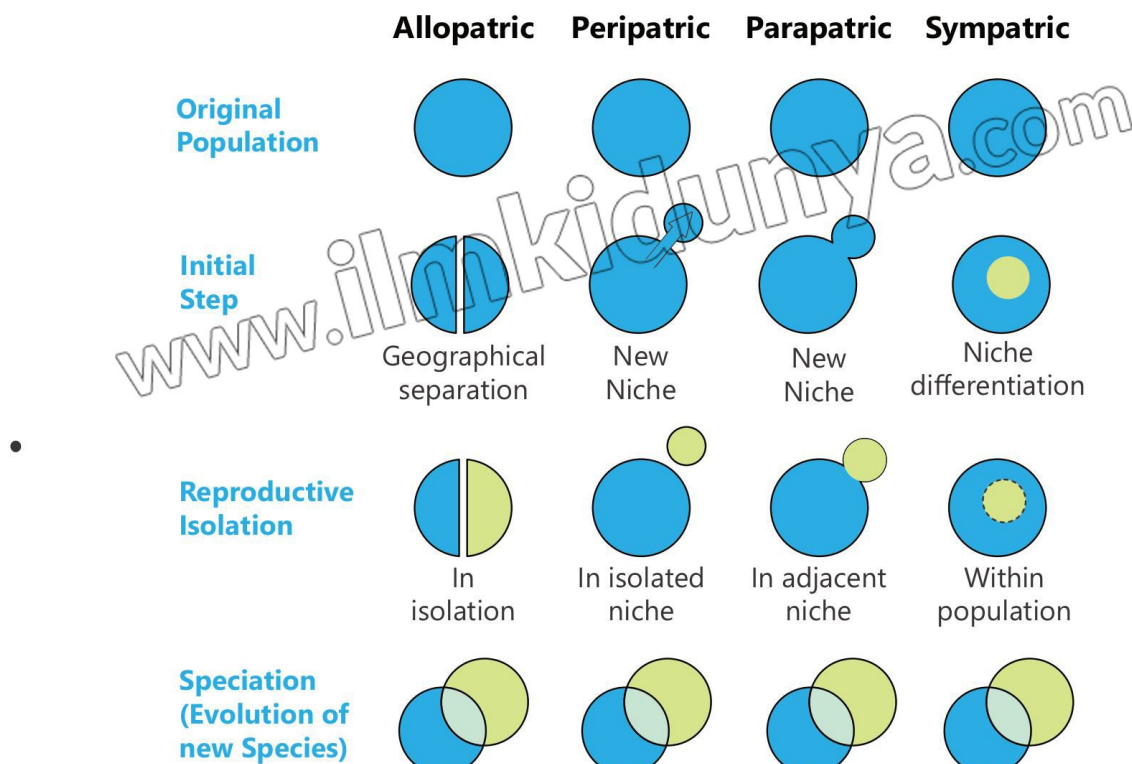 Allopatric Peripatric Parapatric Sympatric
Original
Population
www.ilmkidunya.com
Initial
Step
Geographical
separation
New
Niche
New
Niche
Niche
differentiation
•
Reproductive
Isolation
In
isolation
In isolated
niche
In adjacent
niche
Within
population
Speciation
(Evolution of
new Species)